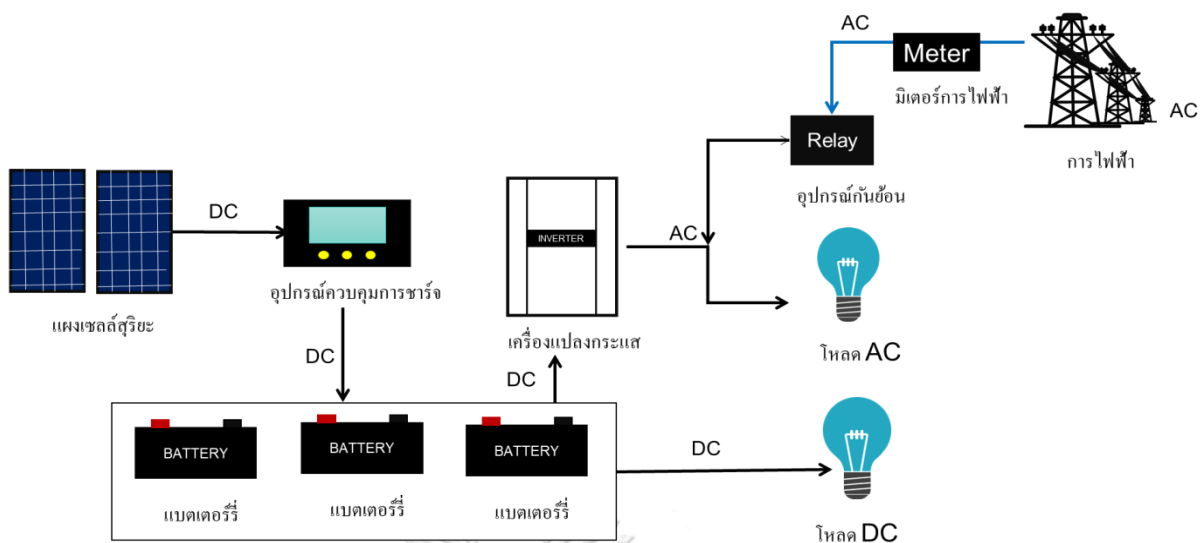 AC
Meter
มิเตอร์การไฟฟ้า
AC
การไฟฟ้า
Relay
อุปกรณ์กันย้อน
DC
แผงเซลล์สุริยะ
อุปกรณ์ควบคุมการชาร์จ
INVERTER
เครื่องแปลงกระแส
AC
โหลด AC
DC
DC
BATTERY
BATTERY
BATTERY
แบตเตอร์รี่
แบตเตอร์รี่
แบตเตอร์รี่
DC
โหลด DC